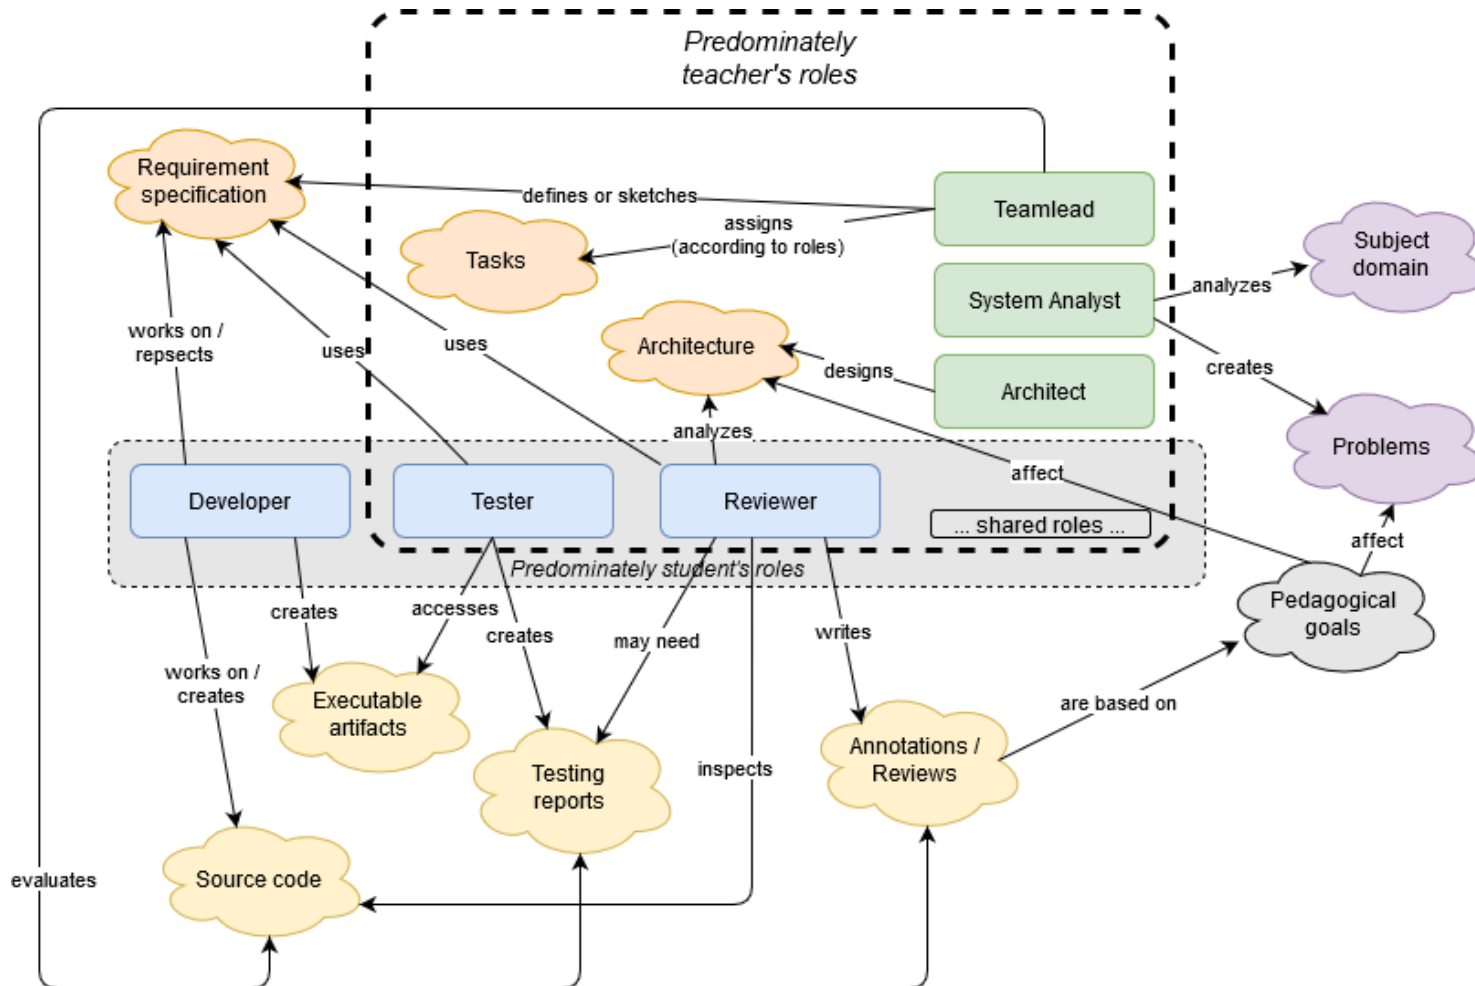 Predominately
teacher's roles
Requirement
specification
defines or sketches
Teamlead
assigns
(according to roles)
Tasks
Subject
domain
System Analyst
analyzes
works on /
repsects
uses
uses
Architecture
designs
Architect
creates
analyzes
Problems
affect
Developer
Tester
Reviewer
... shared roles ...
affect
Predominately student's roles
creates
accesses
creates
may need
writes
Pedagogical
goals
works on /
creates
Executable
artifacts
are based on
Testing
reports
inspects
Annotations /
Reviews
evaluates
Source code